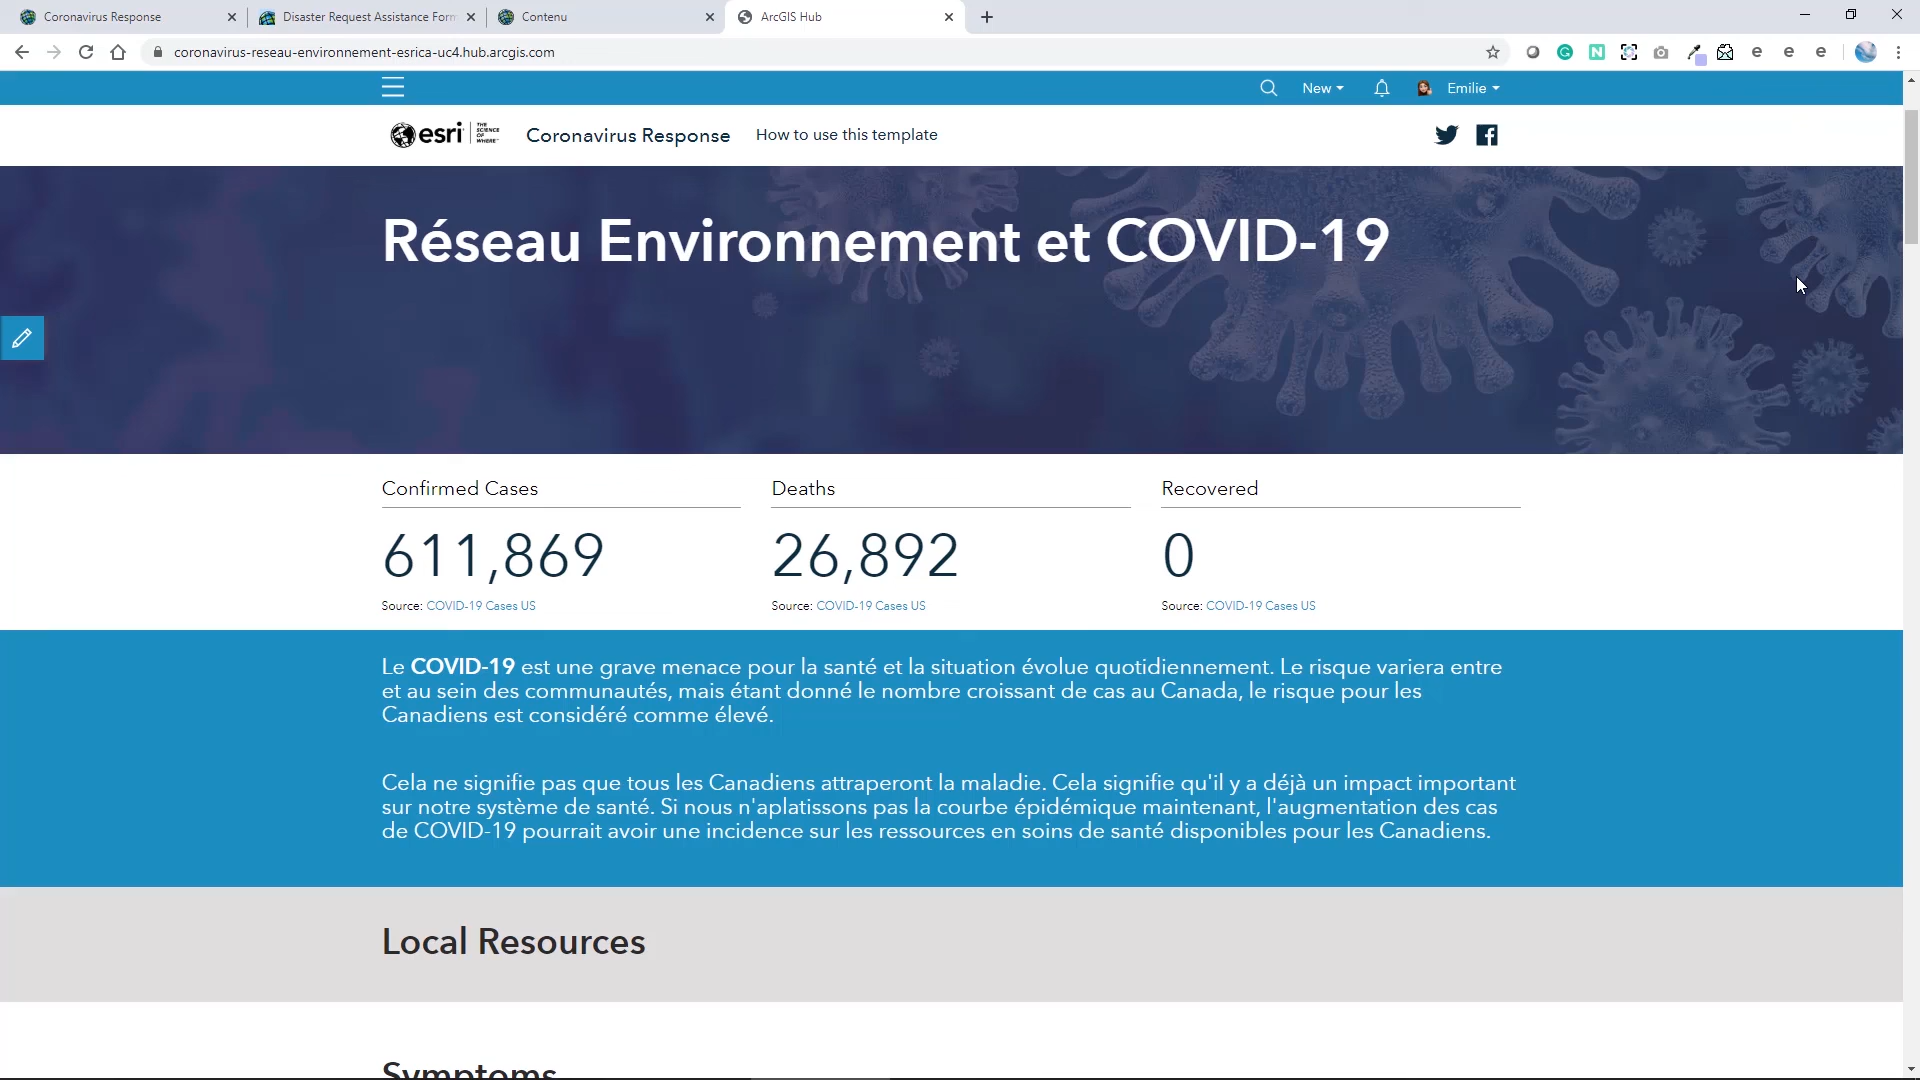 Coronavirus Response
Disaster Request Assistance Form
Contenu
ArcGIS Hub
coronavirus-reseau-environnement-esrica-uc4.hub.arcgis.com
New
Emilie
esri THE SCIENCE OF WHERE
Coronavirus Response
How to use this template
Réseau Environnement et COVID-19
Confirmed Cases
Deaths
Recovered
611,869
26,892
0
Source: COVID-19 Cases US
Source: COVID-19 Cases US
Source: COVID-19 Cases US
Le COVID-19 est une grave menace pour la santé et la situation évolue quotidiennement. Le risque variera entre
et au sein des communautés, mais étant donné le nombre croissant de cas au Canada, le risque pour les
Canadiens est considéré comme élevé.
Cela ne signifie pas que tous les Canadiens attraperont la maladie. Cela signifie qu'il y a déjà un impact important
sur notre système de santé. Si nous n'aplatissons pas la courbe épidémique maintenant, l'augmentation des cas
de COVID-19 pourrait avoir une incidence sur les ressources en soins de santé disponibles pour les Canadiens.
Local Resources
Symptoms